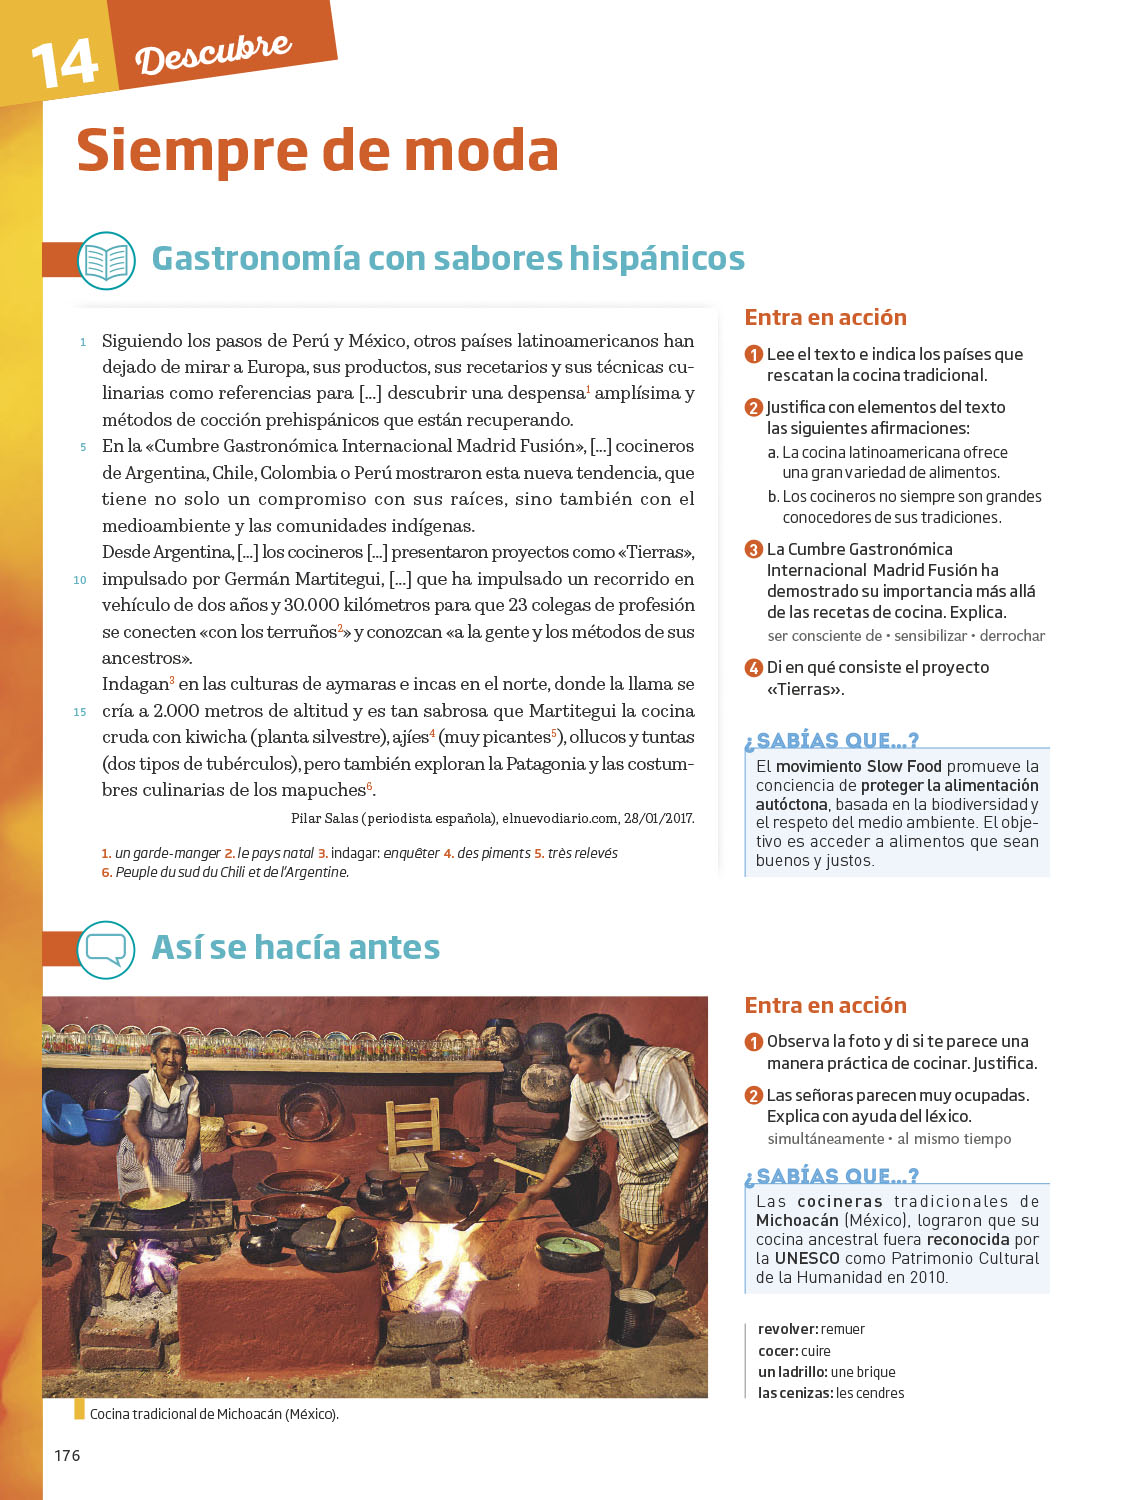 14 Descubre
Siempre de moda
Gastronomía con sabores hispánicos
1 Siguiendo los pasos de Perú y México, otros países latinoamericanos han
dejado de mirar a Europa, sus productos, sus recetarios y sus técnicas cu-
linarias como referencias para [...] descubrir una despensa1 amplísima y
métodos de cocción prehispánicos que están recuperando.
5 En la «Cumbre Gastronómica Internacional Madrid Fusión», [...] cocineros
de Argentina, Chile, Colombia o Perú mostraron esta nueva tendencia, que
tiene no solo un compromiso con sus raíces, sino también con el
medioambiente y las comunidades indígenas.
Desde Argentina, [...] los cocineros [...] presentaron proyectos como «Tierras»,
10 impulsado por Germán Martitegui, [...] que ha impulsado un recorrido en
vehículo de dos años y 30.000 kilómetros para que 23 colegas de profesión
se conecten «con los terruños2» y conozcan «a la gente y los métodos de sus
ancestros».
Indagan3 en las culturas de aymaras e incas en el norte, donde la llama se
15 cría a 2.000 metros de altitud y es tan sabrosa que Martitegui la cocina
cruda con kiwicha (planta silvestre), ajíes4 (muy picantes5), ollucos y tuntas
(dos tipos de tubérculos), pero también exploran la Patagonia y las costum-
bres culinarias de los mapuches6.
Pilar Salas (periodista española), elnuevodiario.com, 28/01/2017.
1. un garde-manger 2. le pays natal 3. indagar: enquêter 4. des piments 5. très relevés
6. Peuple du sud du Chili et de l'Argentine.
Entra en acción
1 Lee el texto e indica los países que
rescatan la cocina tradicional.
2 Justifica con elementos del texto
las siguientes afirmaciones:
a. La cocina latinoamericana ofrece
una gran variedad de alimentos.
b. Los cocineros no siempre son grandes
conocedores de sus tradiciones.
3 La Cumbre Gastronómica
Internacional Madrid Fusión ha
demostrado su importancia más allá
de las recetas de cocina. Explica.
ser consciente de • sensibilizar • derrochar
4 Di en qué consiste el proyecto
«Tierras».
¿SABÍAS QUE...?
El movimiento Slow Food promueve la
conciencia de proteger la alimentación
autóctona, basada en la biodiversidad y
el respeto del medio ambiente. El obje-
tivo es acceder a alimentos que sean
buenos y justos.
Así se hacía antes
Cocina tradicional de Michoacán (México).
Entra en acción
1 Observa la foto y di si te parece una
manera práctica de cocinar. Justifica.
2 Las señoras parecen muy ocupadas.
Explica con ayuda del léxico.
simultáneamente • al mismo tiempo
¿SABÍAS QUE...?
Las cocineras tradicionales de
Michoacán (México), lograron que su
cocina ancestral fuera reconocida por
la UNESCO como Patrimonio Cultural
de la Humanidad en 2010.
revolver: remuer
cocer: cuire
un ladrillo: une brique
las cenizas: les cendres
176